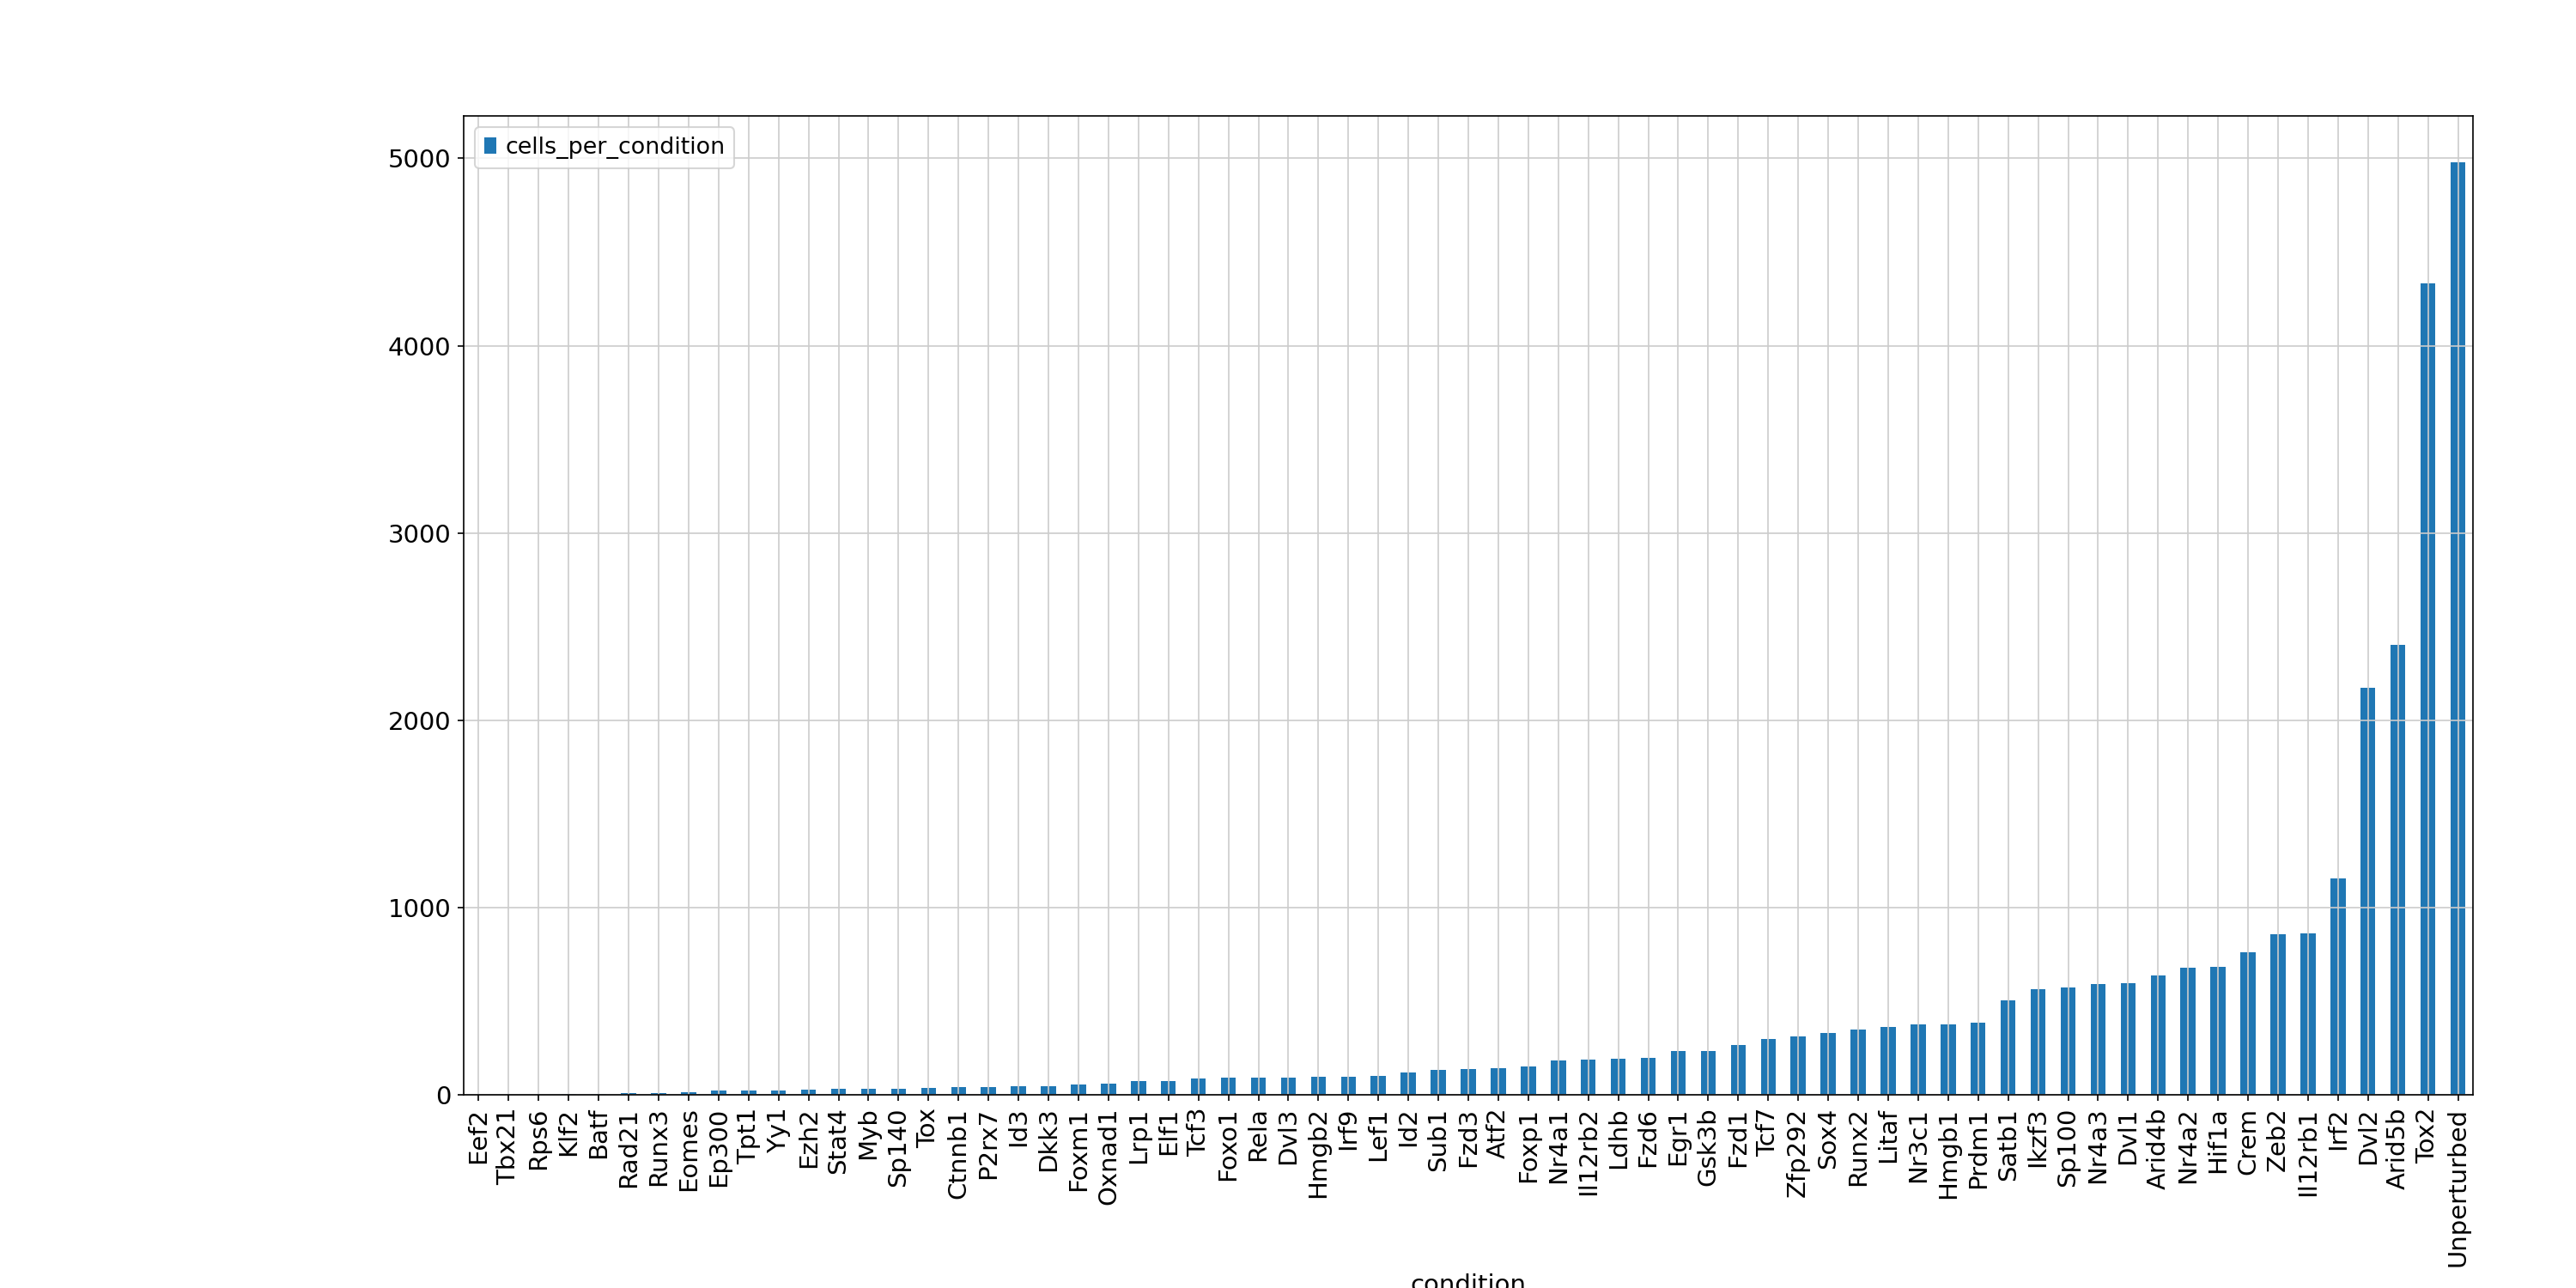 cells_per_condition
5000
4000
3000
2000
1000
0
Eef2
Tbx21
Rps6
Klf2
Batf
Rad21
Runx3
Eomes
Ep300
Tpt1
Yy1
Ezh2
Stat4
Myb
Sp140
Tox
Ctnnb1
P2rx7
Id3
Dkk3
Foxm1
Oxnad1
Lrp1
Elf1
Tcf3
Foxo1
Rela
Dvl3
Hmgb2
Irf9
Lef1
Id2
Sub1
Fzd3
Atf2
Foxp1
Nr4a1
Il12rb2
Ldhb
Fzd6
Egr1
Gsk3b
Fzd1
Tcf7
Zfp292
Sox4
Runx2
Litaf
Nr3c1
Hmgb1
Prdm1
Satb1
Ikzf3
Sp100
Nr4a3
Dvl1
Arid4b
Nr4a2
Hif1a
Crem
Zeb2
Il12rb1
Irf2
Dvl2
Arid5b
Tox2
Unperturbed
condition